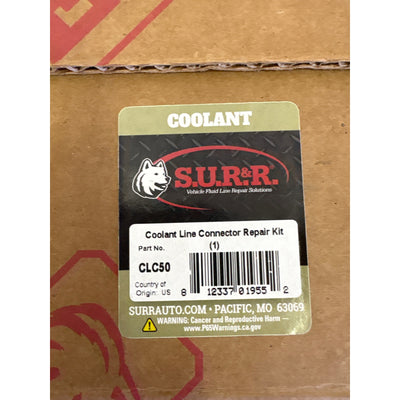 COOLANT
S.U.R.&R.
Vehicle Fluid Line Repair Solutions
Coolant Line Connector Repair Kit
(1)
Part No.
CLC50
Country of
Origin: US
8 12337 01955 2
SURRAUTO.COM • PACIFIC, MO 63069
WARNING: Cancer and Reproductive Harm —
www.P65Warnings.ca.gov